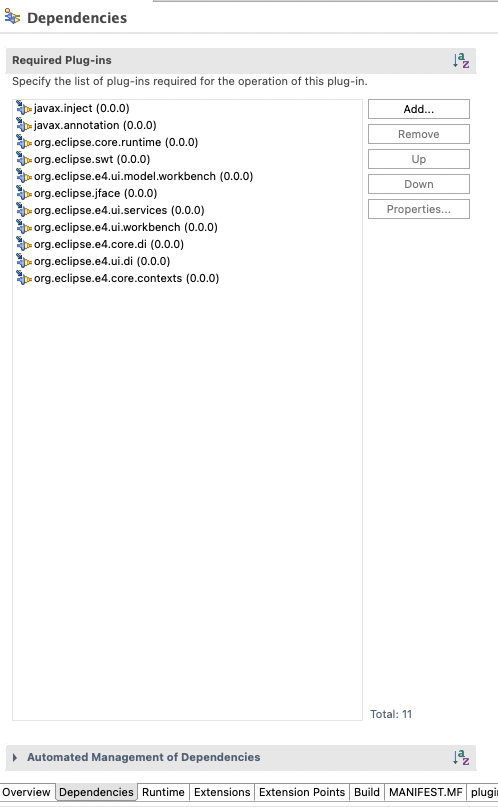 Dependencies
Required Plug-ins
Specify the list of plug-ins required for the operation of this plug-in.
javax.inject (0.0.0)
javax.annotation (0.0.0)
org.eclipse.core.runtime (0.0.0)
org.eclipse.swt (0.0.0)
org.eclipse.e4.ui.model.workbench (0.0.0)
org.eclipse.jface (0.0.0)
org.eclipse.e4.ui.services (0.0.0)
org.eclipse.e4.ui.workbench (0.0.0)
org.eclipse.e4.core.di (0.0.0)
org.eclipse.e4.ui.di (0.0.0)
org.eclipse.e4.core.contexts (0.0.0)
Add...
Remove
Up
Down
Properties...
Total: 11
Automated Management of Dependencies
Overview Dependencies Runtime Extensions Extension Points Build MANIFEST.MF plugin